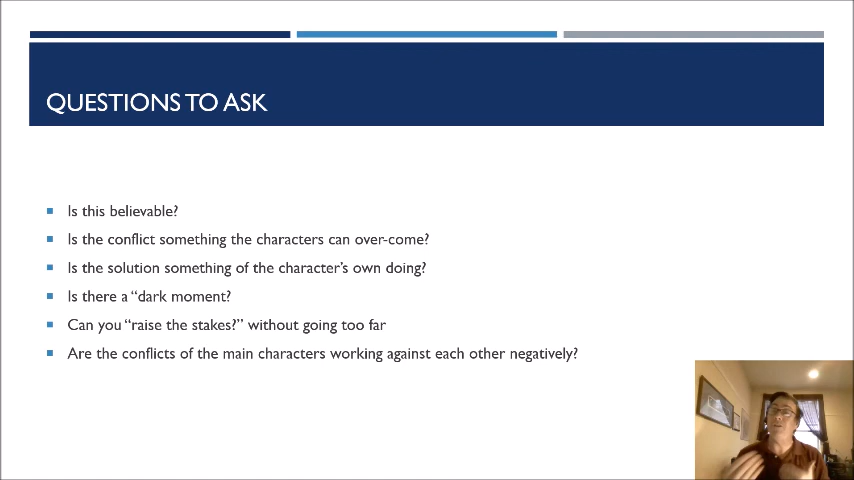 QUESTIONS TO ASK
Is this believable?
Is the conflict something the characters can over-come?
Is the solution something of the character's own doing?
Is there a “dark moment?
Can you “raise the stakes?” without going too far
Are the conflicts of the main characters working against each other negatively?